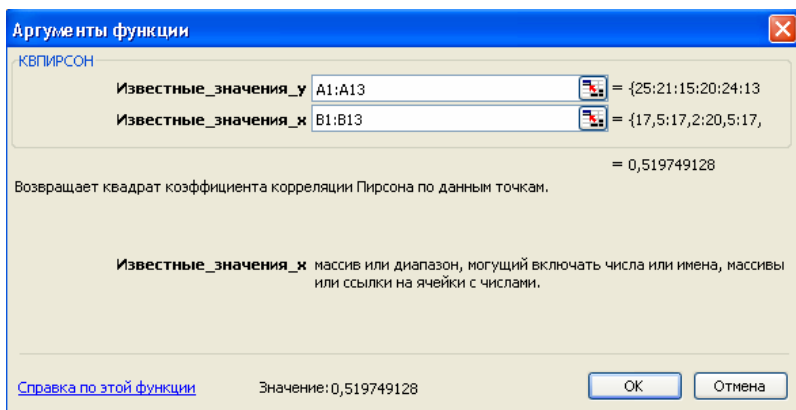 Аргументы функции
КВПИРСОН
Известные_значения_y A1:A13 = {25:21:15:20:24:13
Известные_значения_x B1:B13 = {17,5:17,2:20,5:17,
= 0,519749128
Возвращает квадрат коэффициента корреляции Пирсона по данным точкам.
Известные_значения_x массив или диапазон, могущий включать числа или имена, массивы
или ссылки на ячейки с числами.
Справка по этой функции Значение:0,519749128 ОК Отмена